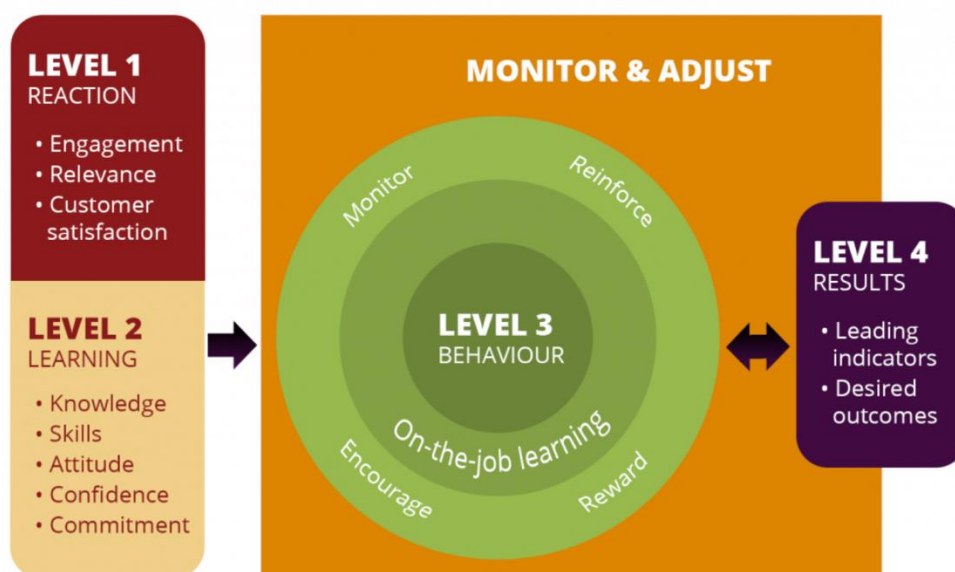 LEVEL 1
REACTION
• Engagement
• Relevance
• Customer
satisfaction
LEVEL 2
LEARNING
• Knowledge
• Skills
• Attitude
• Confidence
• Commitment
MONITOR & ADJUST
Monitor
Reinforce
LEVEL 3
BEHAVIOUR
On-the-job learning
Encourage
Reward
LEVEL 4
RESULTS
• Leading
indicators
• Desired
outcomes